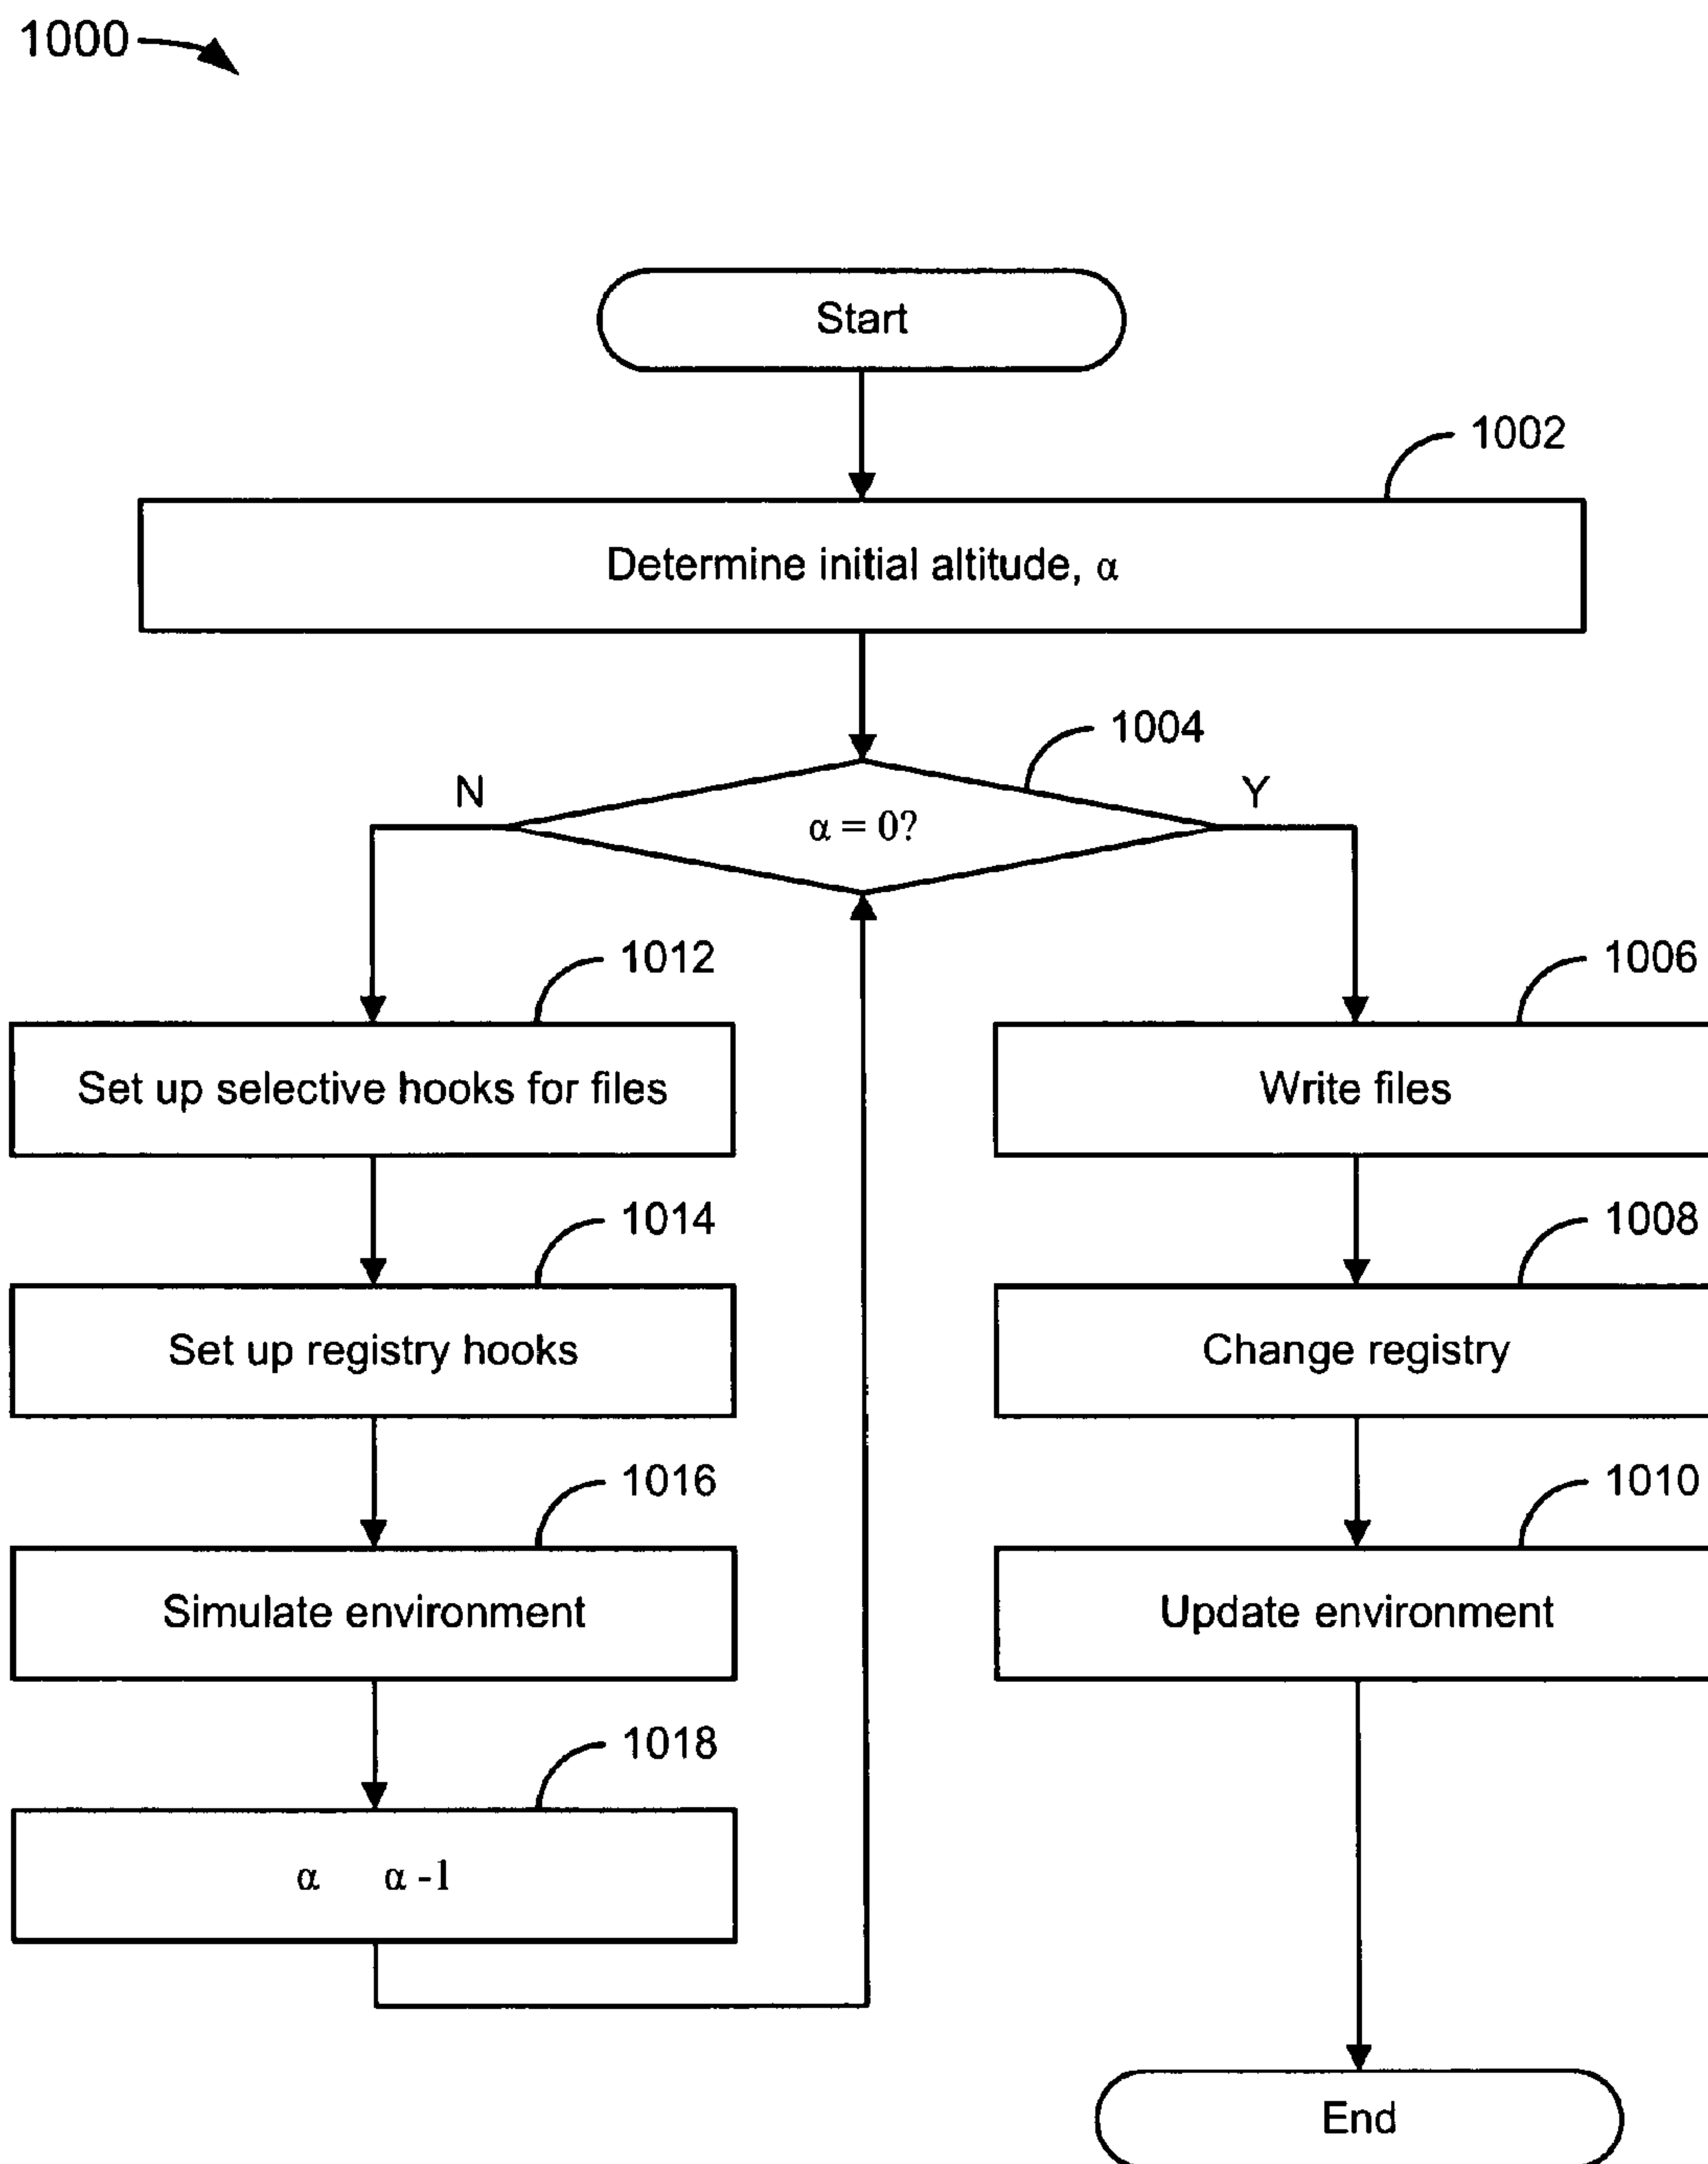 1000
Start
1002
Determine initial altitude, α
1004
N
Y
α = 0?
1012
1006
Set up selective hooks for files
Write files
1014
1008
Set up registry hooks
Change registry
1016
1010
Simulate environment
Update environment
1018
α α -1
End